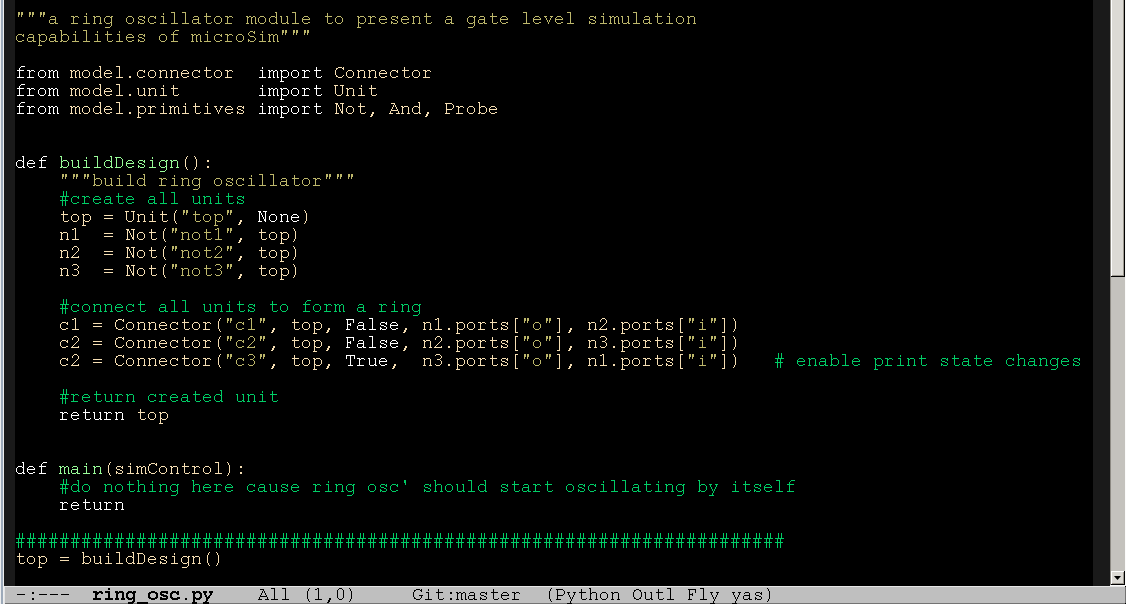 """a ring oscillator module to present a gate level simulation
capabilities of microSim"""
from model.connector  import Connector
from model.unit       import Unit
from model.primitives import Not, And, Probe
def buildDesign():
    """build ring oscillator"""
    #create all units
    top = Unit("top", None)
    n1  = Not("not1", top)
    n2  = Not("not2", top)
    n3  = Not("not3", top)
    #connect all units to form a ring
    c1 = Connector("c1", top, False, n1.ports["o"], n2.ports["i"])
    c2 = Connector("c2", top, False, n2.ports["o"], n3.ports["i"])
    c2 = Connector("c3", top, True,  n3.ports["o"], n1.ports["i"])   # enable print state changes
    #return created unit
    return top
def main(simControl):
    #do nothing here cause ring osc' should start oscillating by itself
    return
######################################################################
top = buildDesign()
-:---  ring_osc.py    All (1,0)     Git:master  (Python Outl Fly yas)